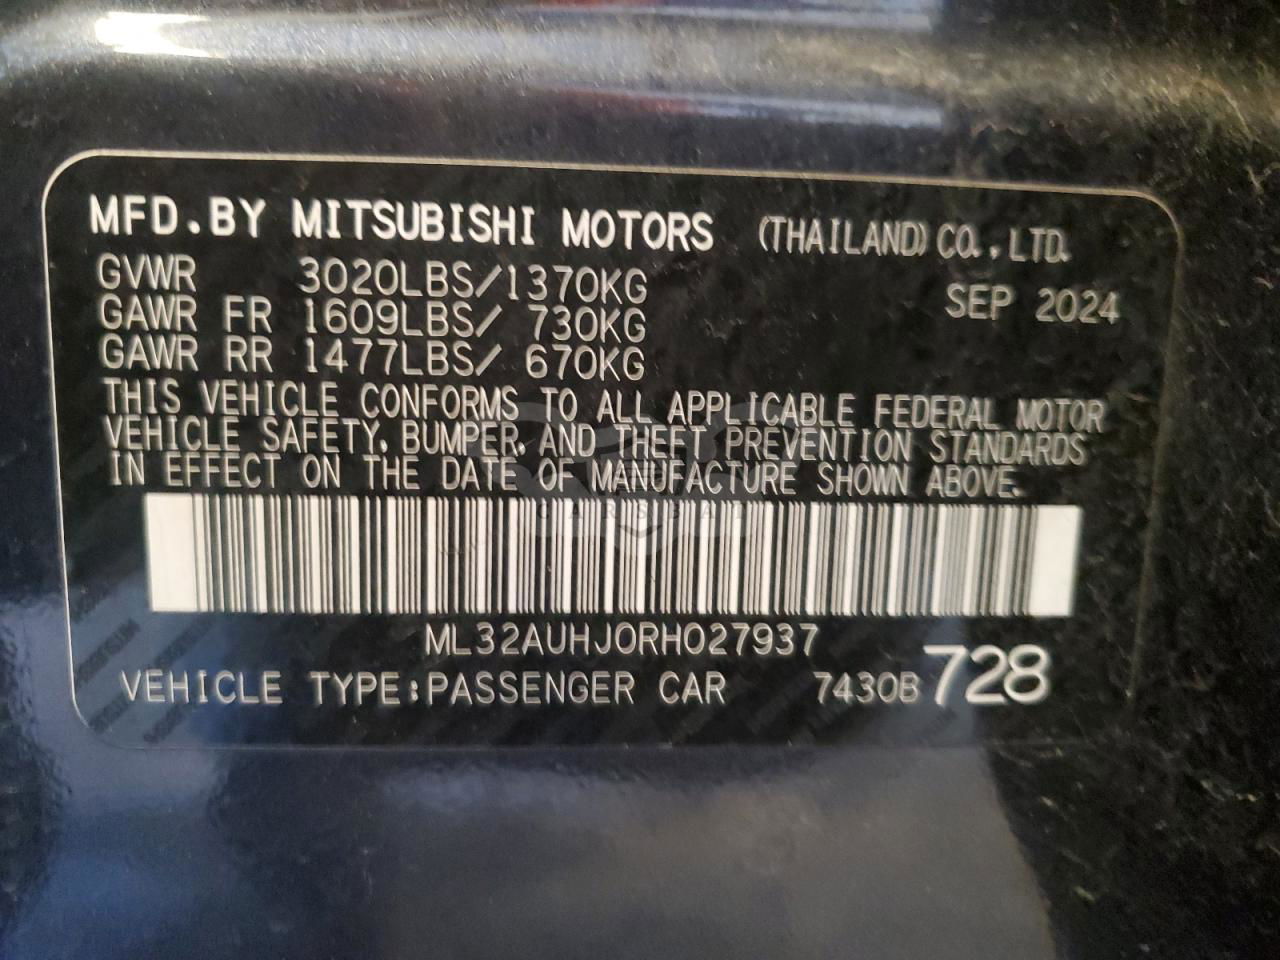 MFD.BY MITSUBISHI MOTORS (THAILAND) CO.,LTD.
GVWR 3020LBS/1370KG SEP 2024
GAWR FR 1609LBS/ 730KG
GAWR RR 1477LBS/ 670KG
THIS VEHICLE CONFORMS TO ALL APPLICABLE FEDERAL MOTOR
VEHICLE SAFETY, BUMPER, AND THEFT PREVENTION STANDARDS
IN EFFECT ON THE DATE OF MANUFACTURE SHOWN ABOVE.
ML32AUHJ0RH027937
VEHICLE TYPE:PASSENGER CAR 7430B 728